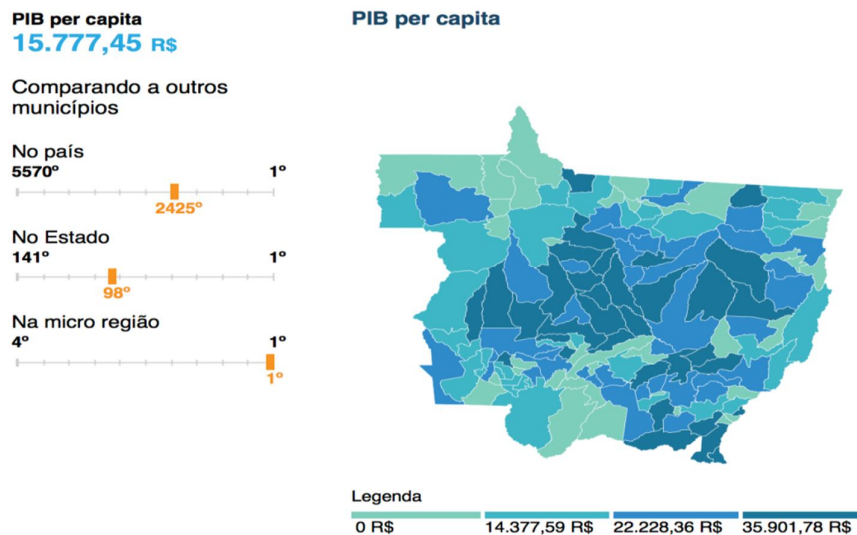 PIB per capita
15.777,45 R$
Comparando a outros
municípios
No país
5570º 1º
2425º
No Estado
141º 1º
98º
Na micro região
4º 1º
1º
PIB per capita
Legenda
0 R$ 14.377,59 R$ 22.228,36 R$ 35.901,78 R$